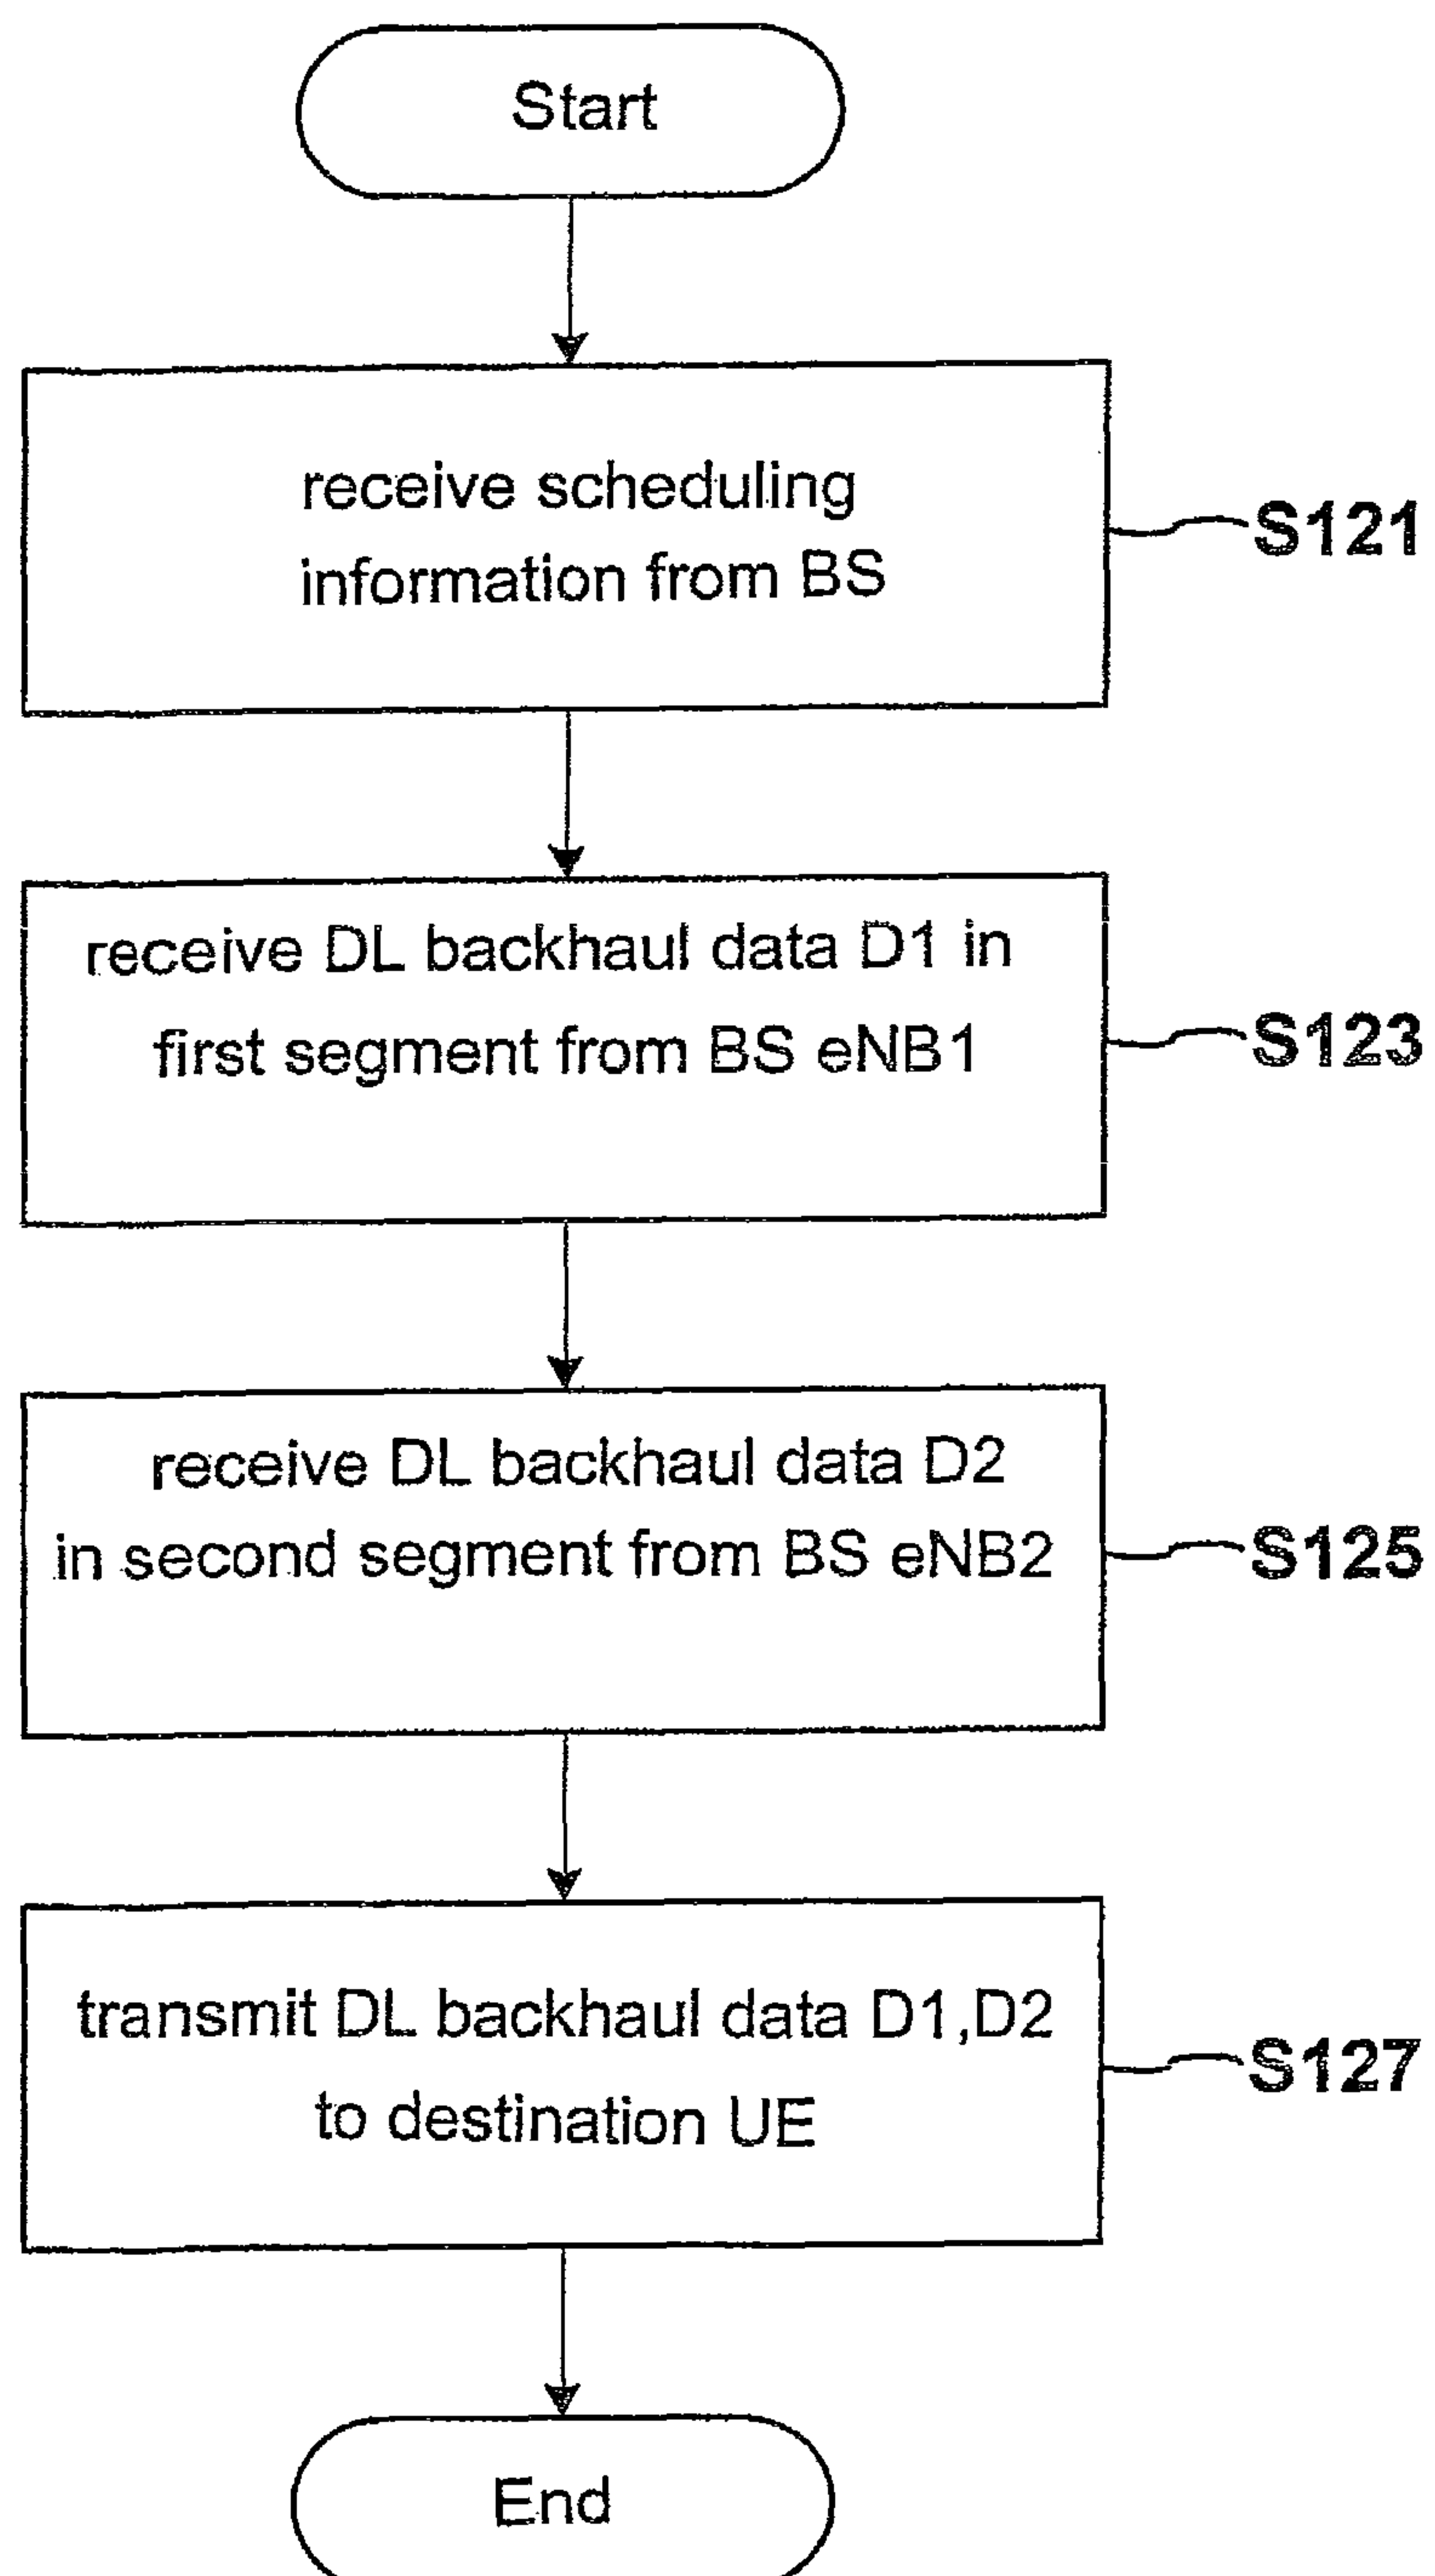 Start
receive scheduling
information from BS
S121
receive DL backhaul data D1 in
first segment from BS eNB1
S123
receive DL backhaul data D2
in second segment from BS eNB2
S125
transmit DL backhaul data D1,D2
to destination UE
S127
End